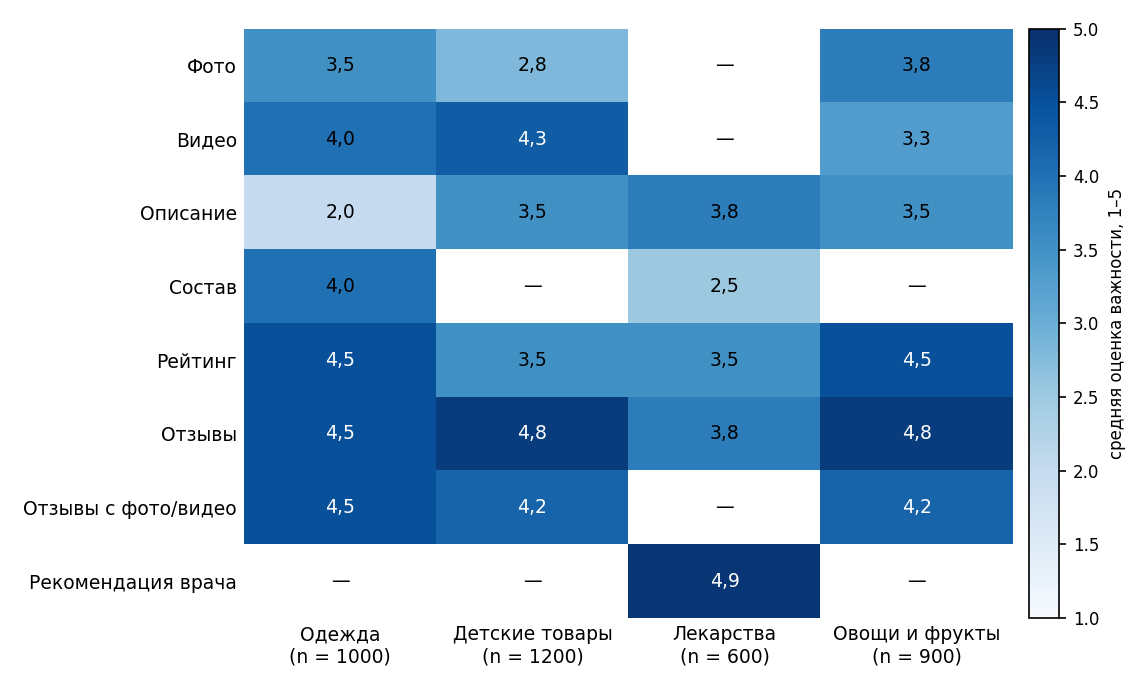 Фото 3,5 2,8 — 3,8
Видео 4,0 4,3 — 3,3
Описание 2,0 3,5 3,8 3,5
Состав 4,0 — 2,5 —
Рейтинг 4,5 3,5 3,5 4,5
Отзывы 4,5 4,8 3,8 4,8
Отзывы с фото/видео 4,5 4,2 — 4,2
Рекомендация врача — — 4,9 —
Одежда Детские товары Лекарства Овощи и фрукты
(n = 1000) (n = 1200) (n = 600) (n = 900)
5.0
4.5
4.0
3.5
3.0
2.5
2.0
1.5
1.0
средняя оценка важности, 1–5